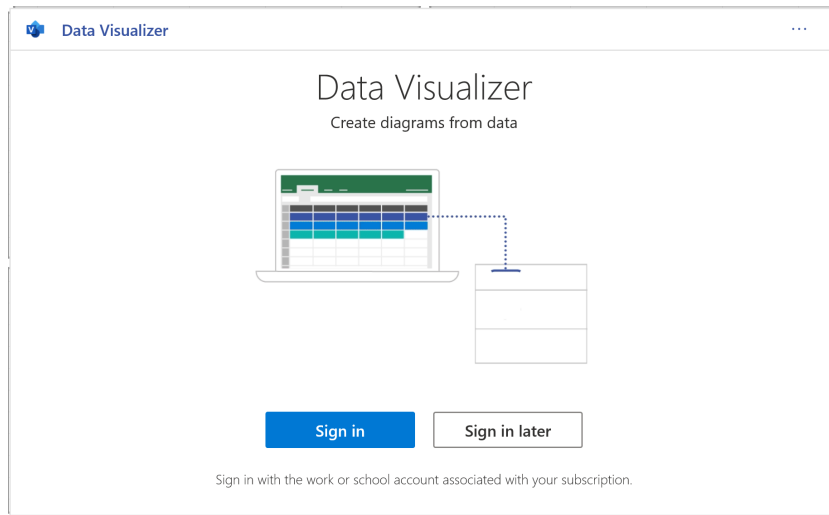 Data Visualizer
...
Data Visualizer
Create diagrams from data
Sign in
Sign in later
Sign in with the work or school account associated with your subscription.